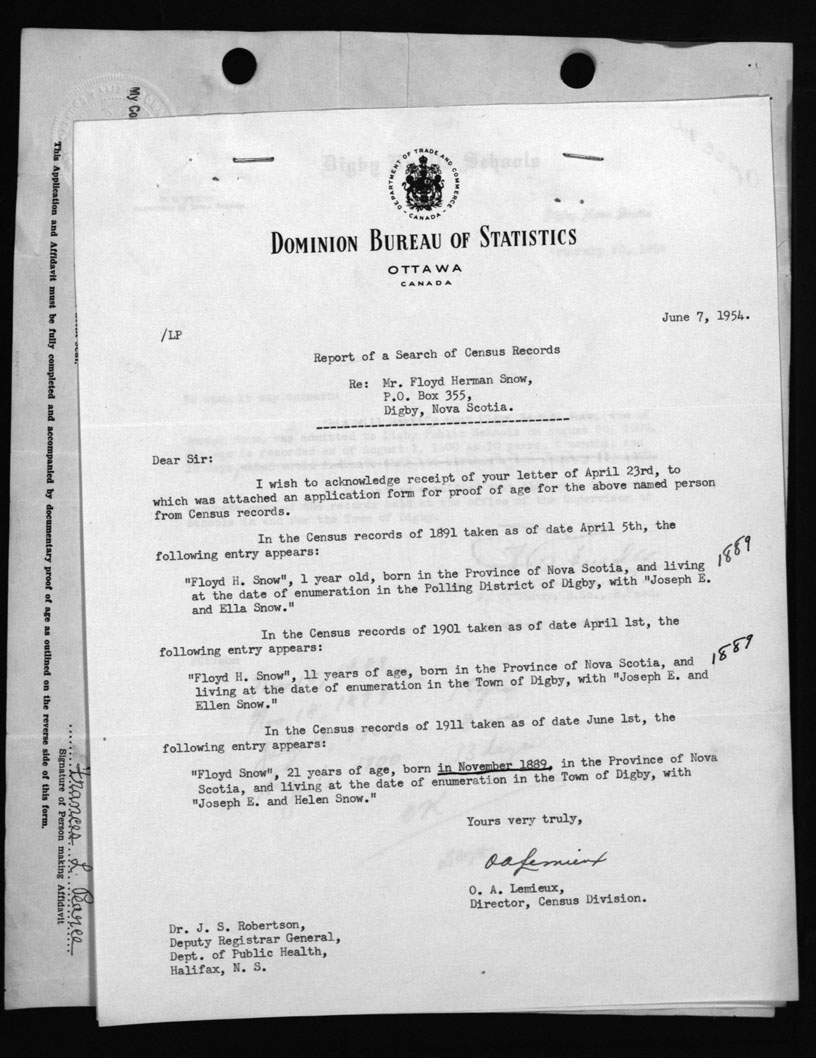 My Co
This Application and Affidavit must be fully completed and accompanied by documentary proof of age as outlined on the reverse side of this form.
Frances L. Pearce
Signature of Person making Affidavit
Digby Schools
DEPARTMENT OF TRADE AND COMMERCE
CANADA
DOMINION BUREAU OF STATISTICS
OTTAWA
CANADA
June 7, 1954.
/LP
Report of a Search of Census Records
Re: Mr. Floyd Herman Snow,
P.O. Box 355,
Digby, Nova Scotia.
Dear Sir:
I wish to acknowledge receipt of your letter of April 23rd, to
which was attached an application form for proof of age for the above named person
from Census records.
In the Census records of 1891 taken as of date April 5th, the
following entry appears:
"Floyd H. Snow", 1 year old, born in the Province of Nova Scotia, and living
at the date of enumeration in the Polling District of Digby, with "Joseph E.
and Ella Snow."
1889
In the Census records of 1901 taken as of date April 1st, the
following entry appears:
"Floyd H. Snow", 11 years of age, born in the Province of Nova Scotia, and
living at the date of enumeration in the Town of Digby, with "Joseph E. and
Ellen Snow."
1889
In the Census records of 1911 taken as of date June 1st, the
following entry appears:
"Floyd Snow", 21 years of age, born in November 1889, in the Province of Nova
Scotia, and living at the date of enumeration in the Town of Digby, with
"Joseph E. and Helen Snow."
Yours very truly,
O A Lemieux
O. A. Lemieux,
Director, Census Division.
Dr. J. S. Robertson,
Deputy Registrar General,
Dept. of Public Health,
Halifax, N. S.